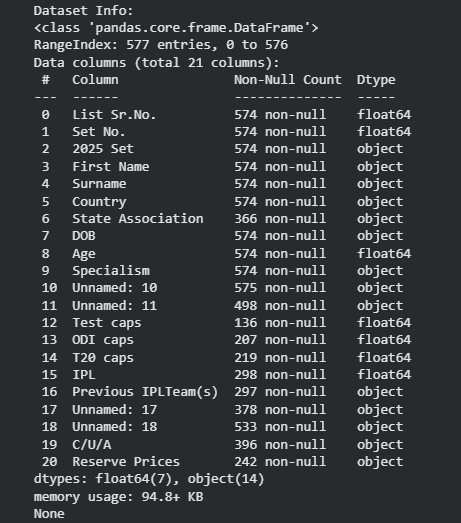 Dataset Info:
<class 'pandas.core.frame.DataFrame'>
RangeIndex: 577 entries, 0 to 576
Data columns (total 21 columns):
 #   Column              Non-Null Count  Dtype
---  ------              --------------  -----
 0   List Sr.No.         574 non-null    float64
 1   Set No.             574 non-null    float64
 2   2025 Set            574 non-null    object
 3   First Name          574 non-null    object
 4   Surname             574 non-null    object
 5   Country             574 non-null    object
 6   State Association   366 non-null    object
 7   DOB                 574 non-null    object
 8   Age                 574 non-null    float64
 9   Specialism          574 non-null    object
 10  Unnamed: 10         575 non-null    object
 11  Unnamed: 11         498 non-null    object
 12  Test caps           136 non-null    float64
 13  ODI caps            207 non-null    float64
 14  T20 caps            219 non-null    float64
 15  IPL                 298 non-null    float64
 16  Previous IPLTeam(s) 297 non-null    object
 17  Unnamed: 17         378 non-null    object
 18  Unnamed: 18         533 non-null    object
 19  C/U/A               396 non-null    object
 20  Reserve Prices      242 non-null    object
dtypes: float64(7), object(14)
memory usage: 94.8+ KB
None